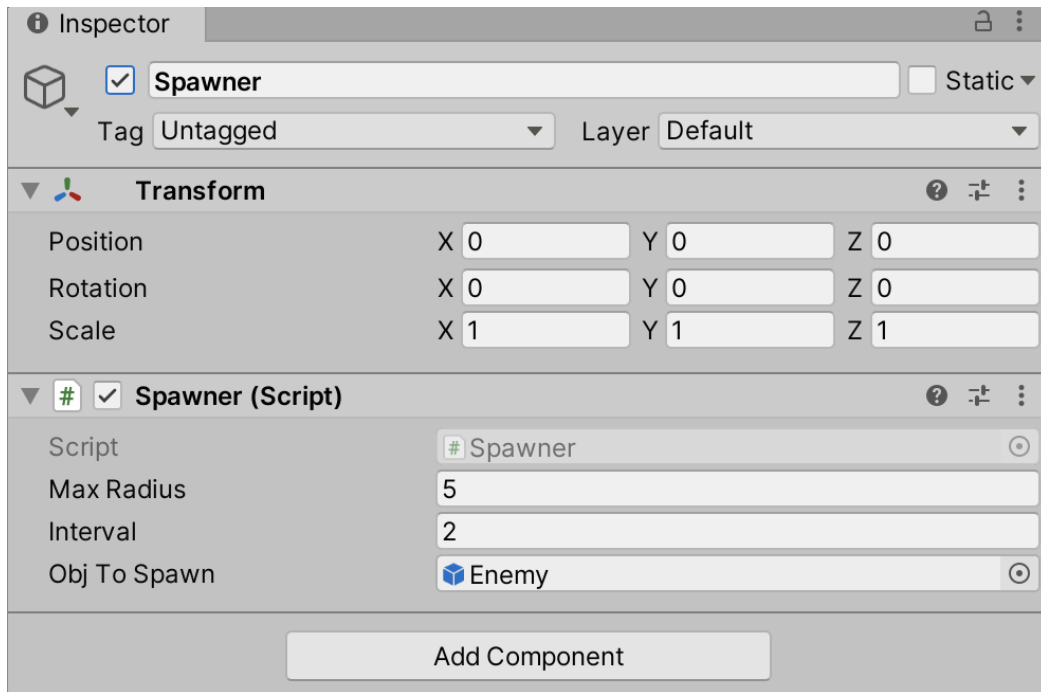 Inspector
Spawner Static
Tag Untagged Layer Default
Transform
Position X 0 Y 0 Z 0
Rotation X 0 Y 0 Z 0
Scale X 1 Y 1 Z 1
# Spawner (Script)
Script # Spawner
Max Radius 5
Interval 2
Obj To Spawn Enemy
Add Component